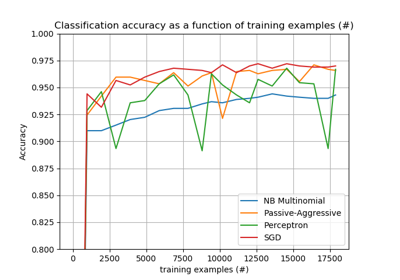 Classification accuracy as a function of training examples (#)
1.000
0.975
0.950
0.925
0.900
0.875
0.850
0.825
0.800
Accuracy
NB Multinomial
Passive-Aggressive
Perceptron
SGD
0 2500 5000 7500 10000 12500 15000 17500
training examples (#)